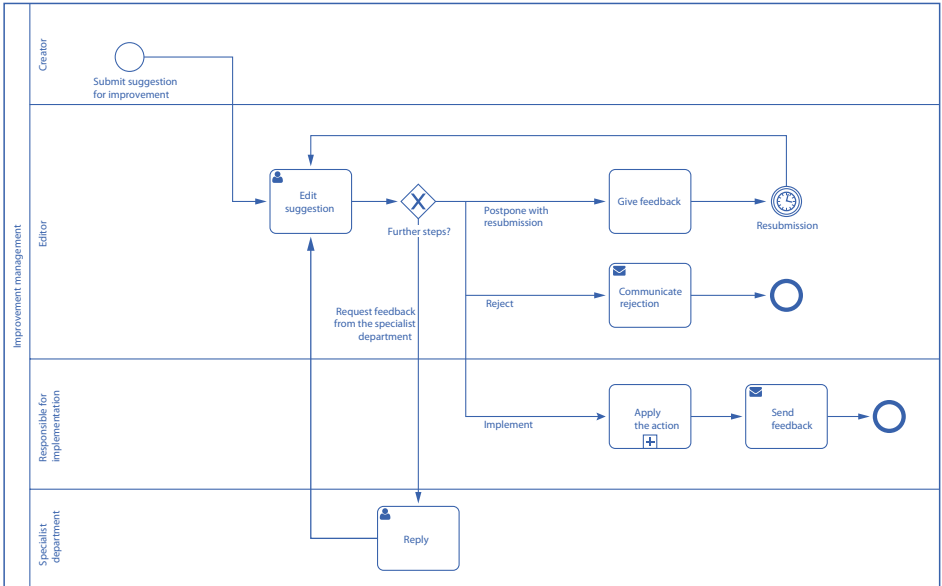 Improvement management
Creator
Submit suggestion
for improvement
Editor
Edit
suggestion
Further steps?
Postpone with
resubmission
Give feedback
Resubmission
Reject
Communicate
rejection
Request feedback
from the specialist
department
Responsible for
implementation
Implement
Apply
the action
Send
feedback
Specialist
department
Reply